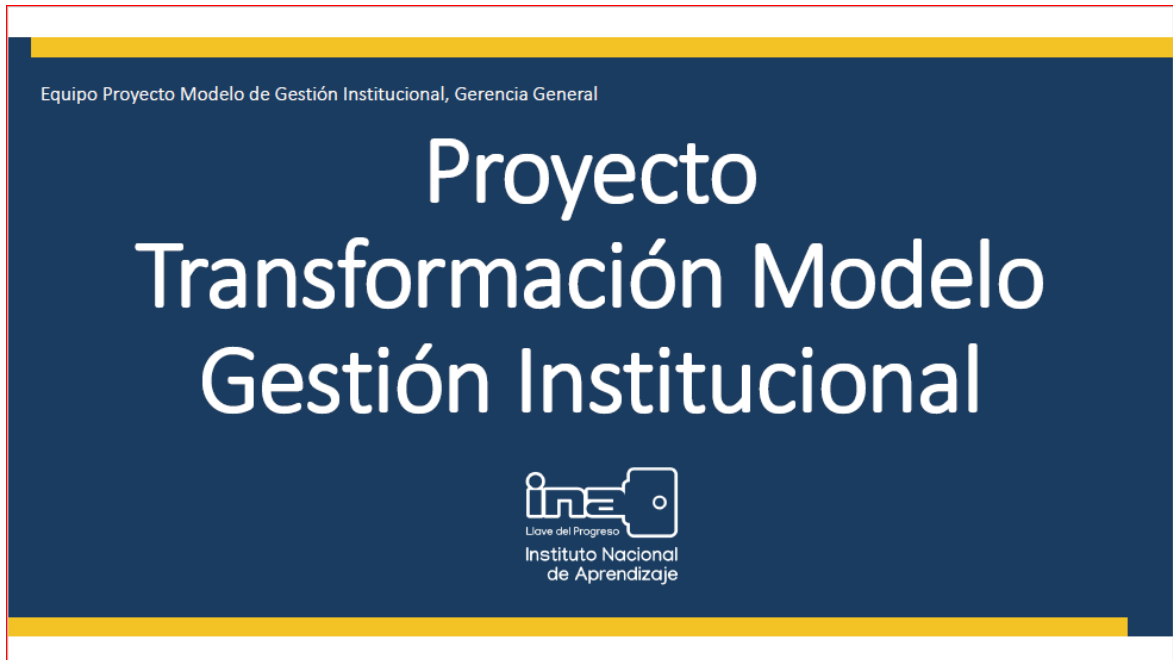 Equipo Proyecto Modelo de Gestión Institucional, Gerencia General
Proyecto
Transformación Modelo
Gestión Institucional
ina
Llave del Progreso
Instituto Nacional
de Aprendizaje